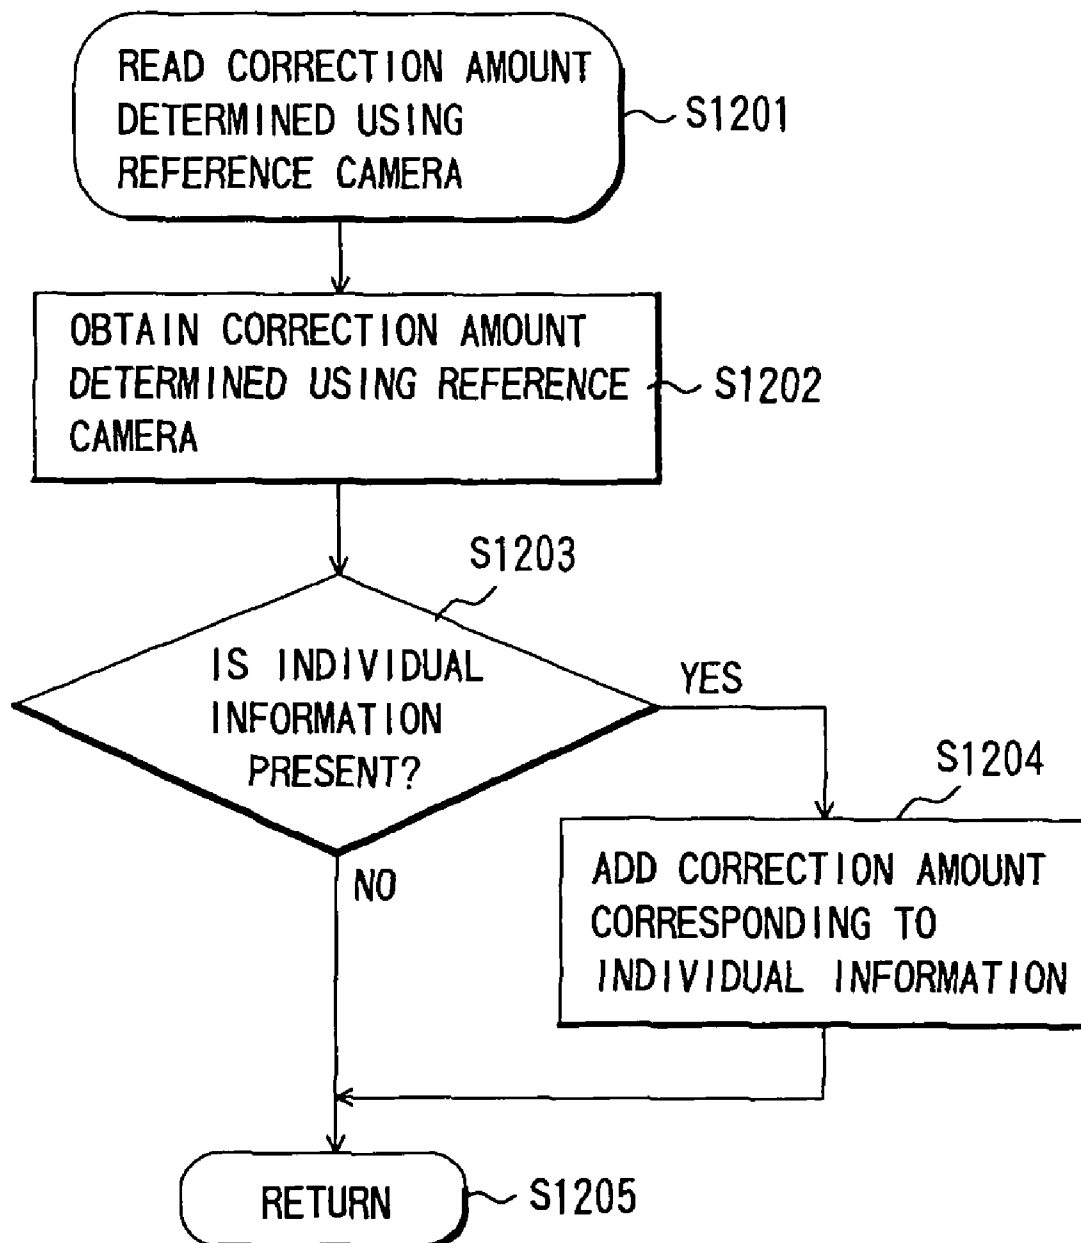 READ CORRECTION AMOUNT
DETERMINED USING
REFERENCE CAMERA
S1201
OBTAIN CORRECTION AMOUNT
DETERMINED USING REFERENCE
CAMERA
S1202
S1203
IS INDIVIDUAL
INFORMATION
PRESENT?
YES
NO
S1204
ADD CORRECTION AMOUNT
CORRESPONDING TO
INDIVIDUAL INFORMATION
RETURN
S1205